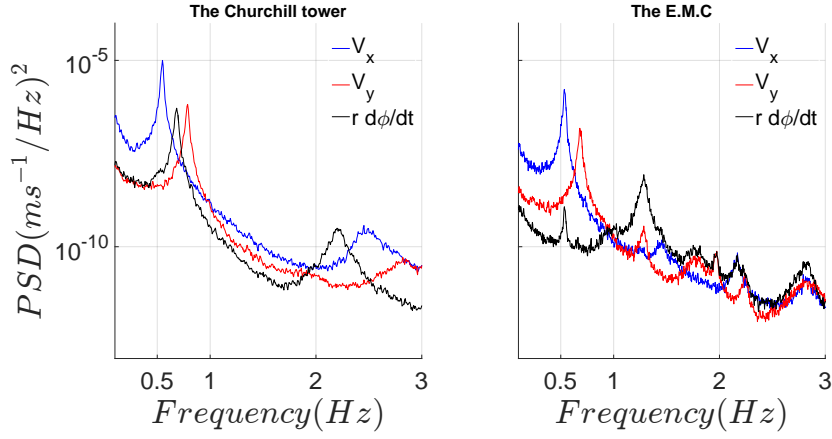 The Churchill tower
The E.M.C
PSD(ms⁻¹/Hz)²
10⁻⁵
10⁻¹⁰
V_x
V_y
r dϕ/dt
V_x
V_y
r dϕ/dt
0.5 1 2 3
0.5 1 2 3
Frequency(Hz)
Frequency(Hz)